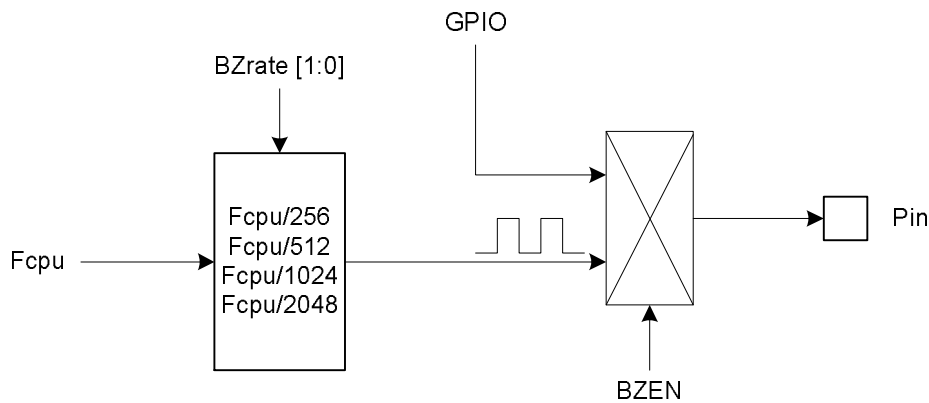 GPIO
BZrate [1:0]
Fcpu/256
Fcpu/512
Fcpu/1024
Fcpu/2048
Fcpu
Pin
BZEN